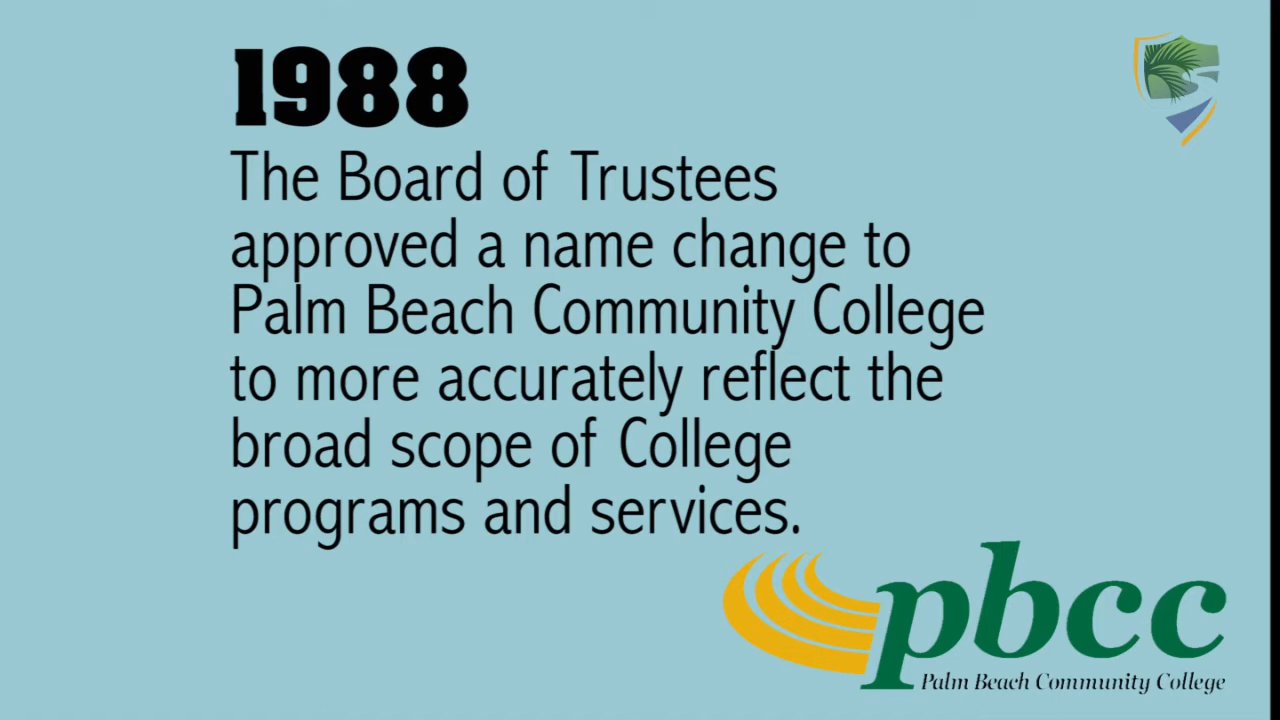 1988
The Board of Trustees
approved a name change to
Palm Beach Community College
to more accurately reflect the
broad scope of College
programs and services.
pbcc
Palm Beach Community College